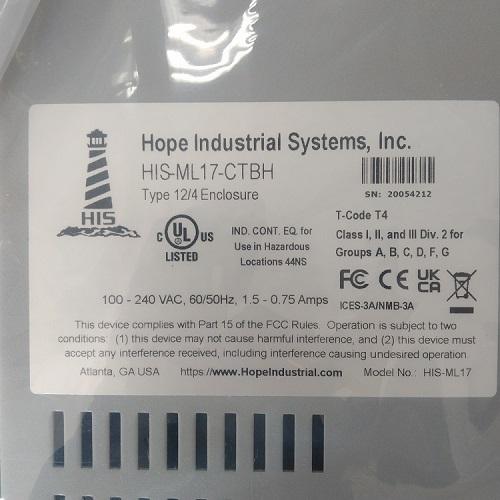 Hope Industrial Systems, Inc.
HIS-ML17-CTBH
Type 12/4 Enclosure
SN: 20054212
HIS
C UL US
LISTED
IND. CONT. EQ. for
Use in Hazardous
Locations 44NS
T-Code T4
Class I, II, and III Div. 2 for
Groups A, B, C, D, F, G
FC CE UK CA
ICES-3A/NMB-3A
100 - 240 VAC, 60/50Hz, 1.5 - 0.75 Amps
This device complies with Part 15 of the FCC Rules. Operation is subject to two
conditions: (1) this device may not cause harmful interference, and (2) this device must
accept any interference received, including interference causing undesired operation.
Atlanta, GA USA https://www.HopeIndustrial.com Model No.: HIS-ML17